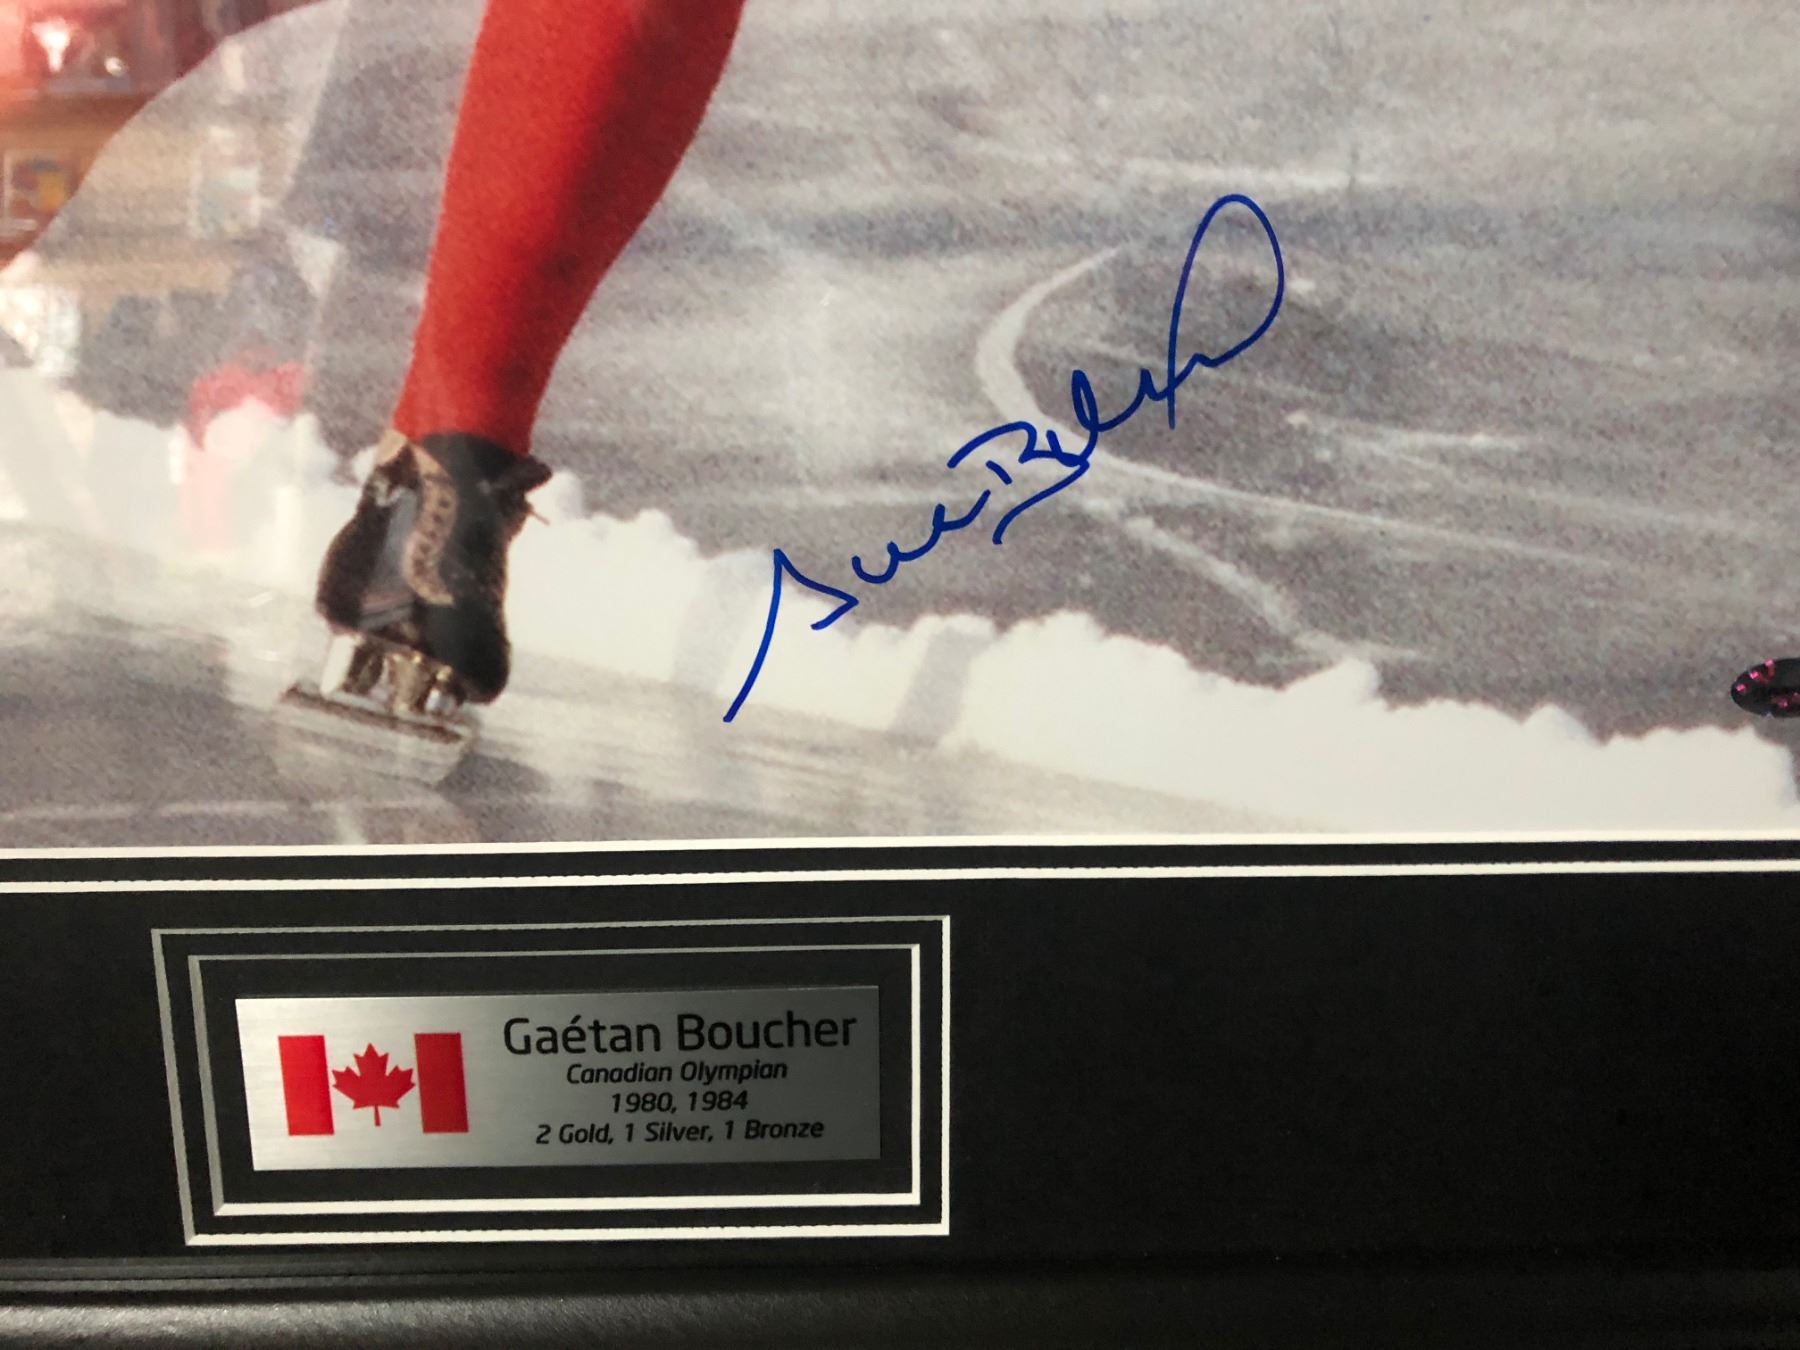 Gaétan Boucher
Canadian Olympian
1980, 1984
2 Gold, 1 Silver, 1 Bronze